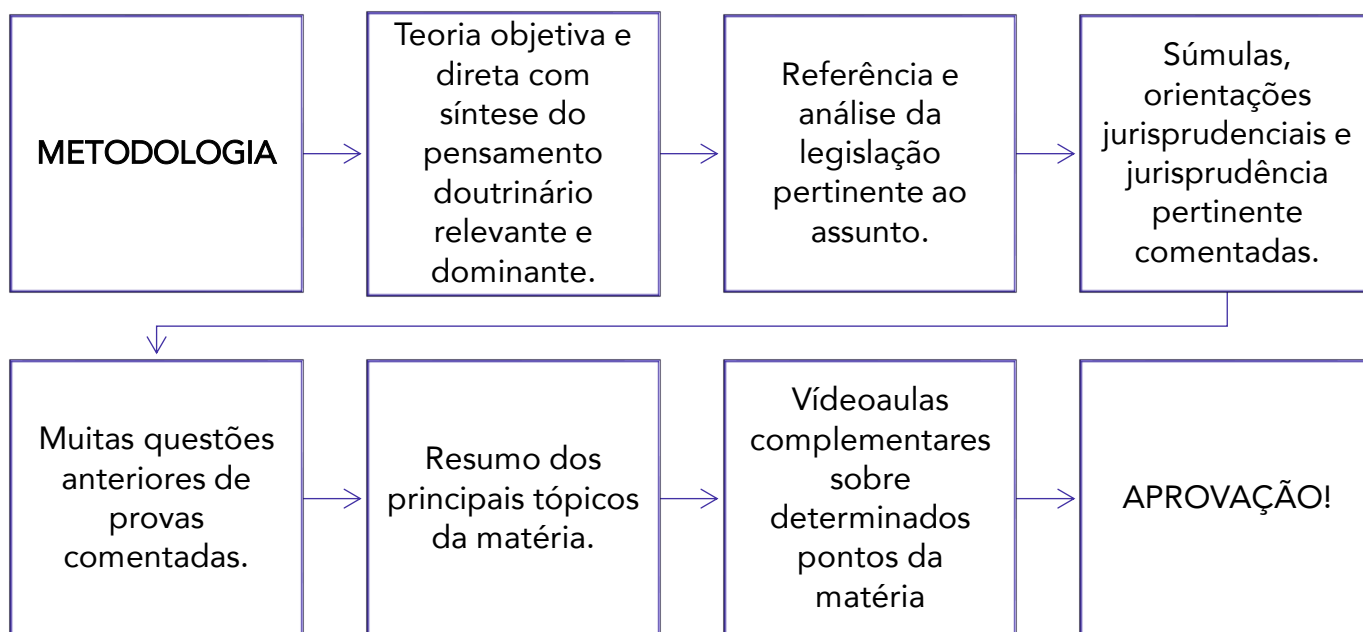 METODOLOGIA
Teoria objetiva e
direta com
síntese do
pensamento
doutrinário
relevante e
dominante.
Referência e
análise da
legislação
pertinente ao
assunto.
Súmulas,
orientações
jurisprudenciais e
jurisprudência
pertinente
comentadas.
Muitas questões
anteriores de
provas
comentadas.
Resumo dos
principais tópicos
da matéria.
Vídeoaulas
complementares
sobre
determinados
pontos da
matéria
APROVAÇÃO!